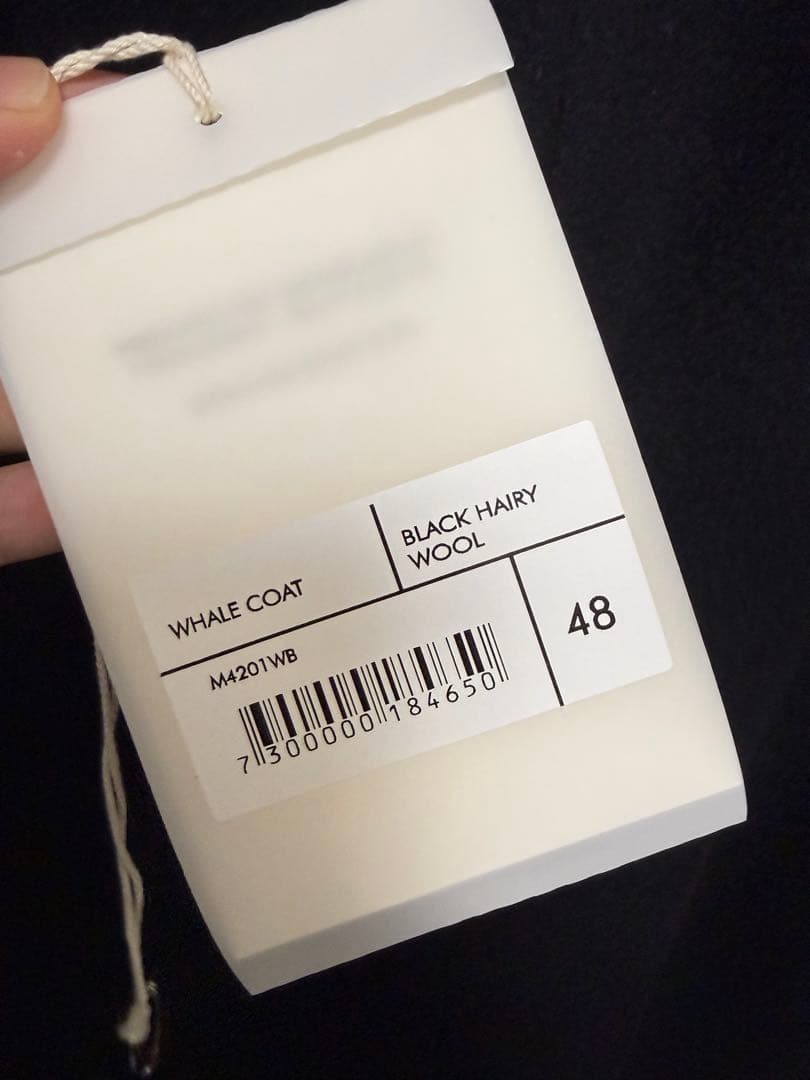 WHALE COAT
BLACK HAIRY
WOOL
M4201WB
7 300000 184650
48